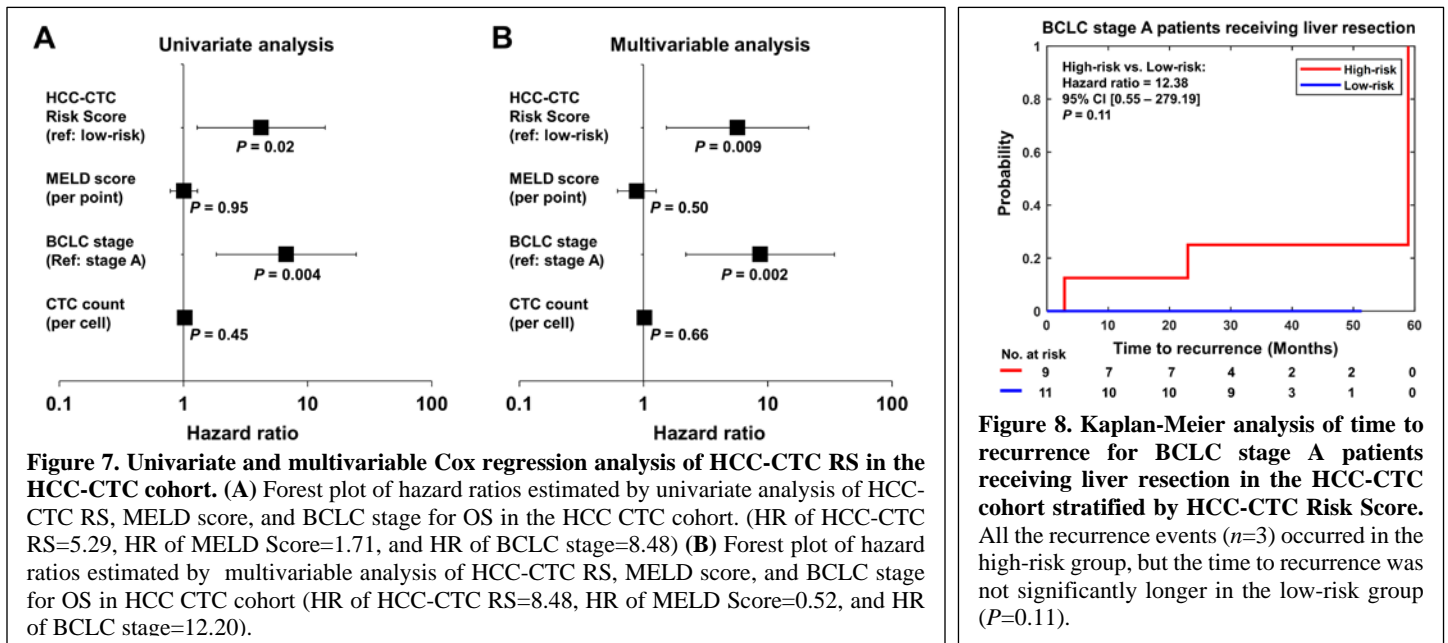 A
Univariate analysis
HCC-CTC
Risk Score
(ref: low-risk)
P = 0.02
MELD score
(per point)
P = 0.95
BCLC stage
(Ref: stage A)
P = 0.004
CTC count
(per cell)
P = 0.45
0.1 1 10 100
Hazard ratio
B
Multivariable analysis
HCC-CTC
Risk Score
(ref: low-risk)
P = 0.009
MELD score
(per point)
P = 0.50
BCLC stage
(ref: stage A)
P = 0.002
CTC count
(per cell)
P = 0.66
0.1 1 10 100
Hazard ratio
Figure 7. Univariate and multivariable Cox regression analysis of HCC-CTC RS in the
HCC-CTC cohort. (A) Forest plot of hazard ratios estimated by univariate analysis of HCC-
CTC RS, MELD score, and BCLC stage for OS in the HCC CTC cohort. (HR of HCC-CTC
RS=5.29, HR of MELD Score=1.71, and HR of BCLC stage=8.48) (B) Forest plot of hazard
ratios estimated by multivariable analysis of HCC-CTC RS, MELD score, and BCLC stage
for OS in HCC CTC cohort (HR of HCC-CTC RS=8.48, HR of MELD Score=0.52, and HR
of BCLC stage=12.20).
BCLC stage A patients receiving liver resection
High-risk vs. Low-risk:
Hazard ratio = 12.38
95% CI [0.55 – 279.19]
P = 0.11
High-risk
Low-risk
Probability
1
0.8
0.6
0.4
0.2
0
0 10 20 30 40 50 60
Time to recurrence (Months)
No. at risk
9 7 7 4 2 2 0
11 10 10 9 3 1 0
Figure 8. Kaplan-Meier analysis of time to
recurrence for BCLC stage A patients
receiving liver resection in the HCC-CTC
cohort stratified by HCC-CTC Risk Score.
All the recurrence events (n=3) occurred in the
high-risk group, but the time to recurrence was
not significantly longer in the low-risk group
(P=0.11).